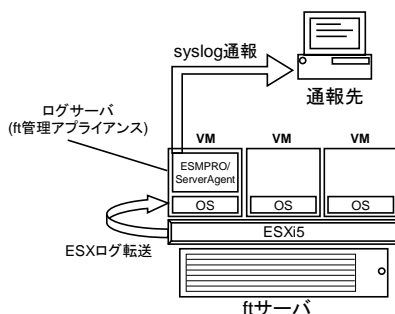 syslog通報
通報先
ログサーバ
(ft管理アプライアンス)
VM
VM
VM
ESMPRO/
ServerAgent
OS
OS
OS
ESXi5
ESXログ転送
ftサーバ